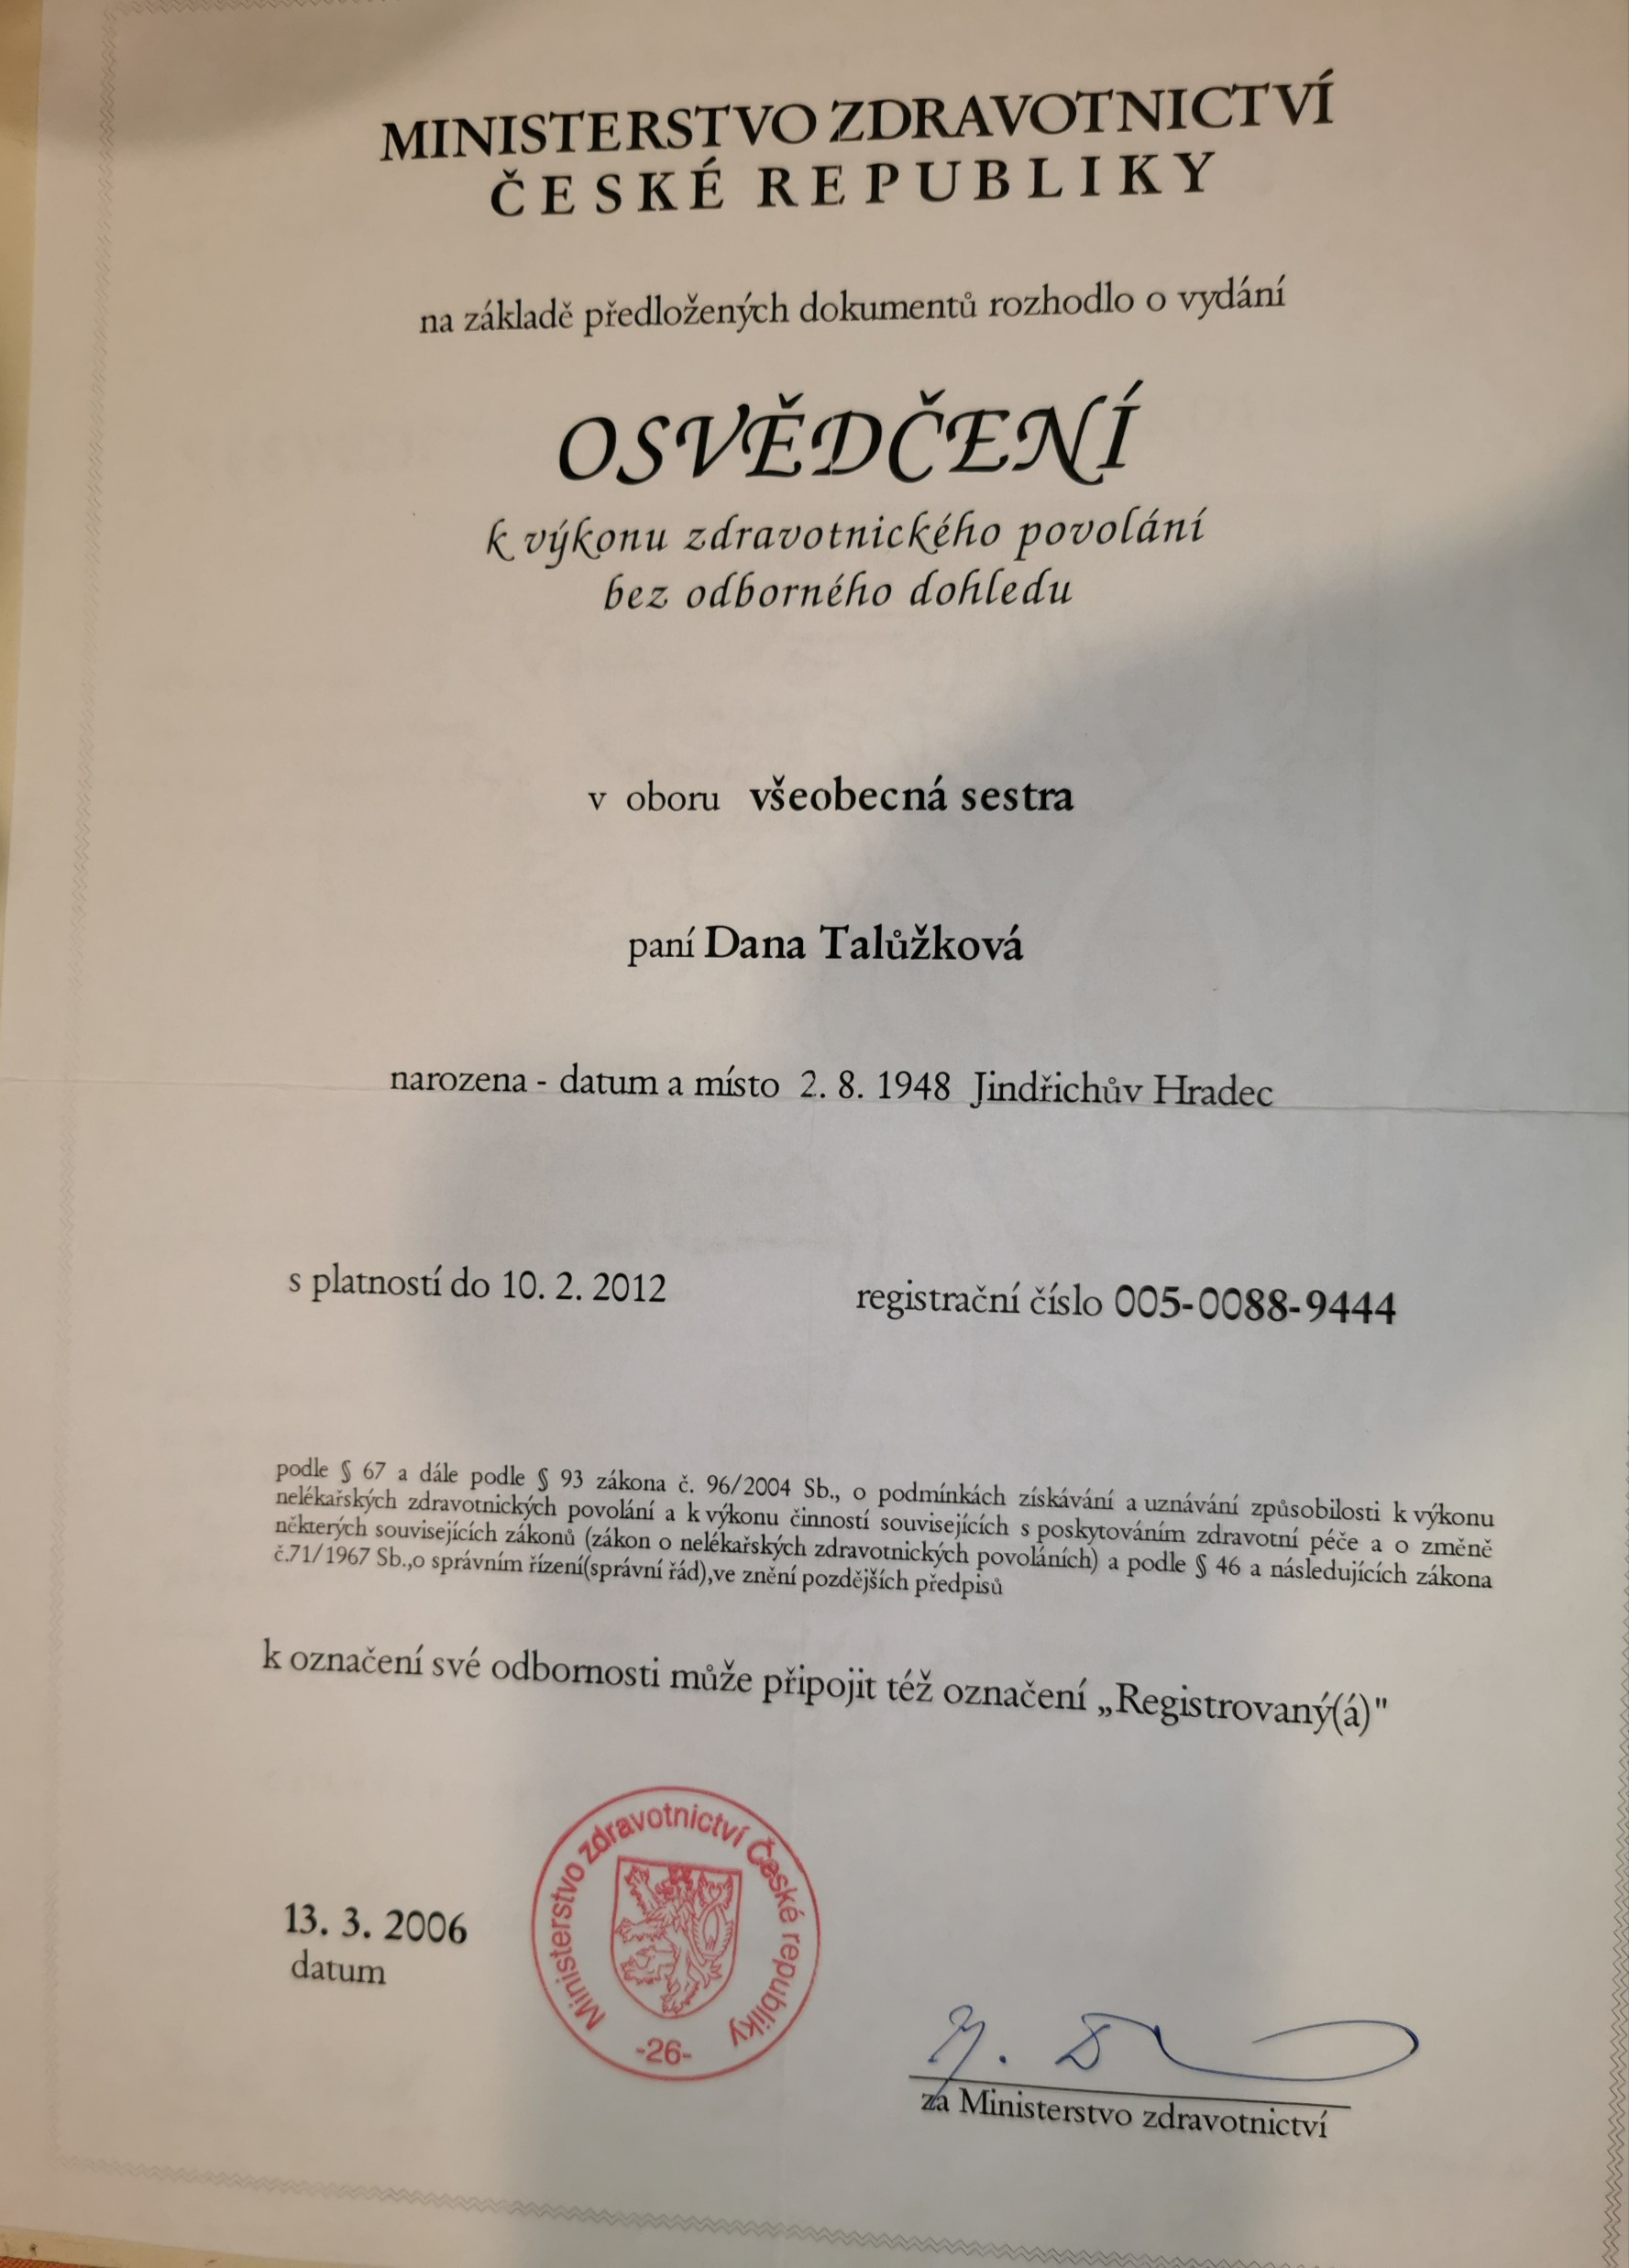 MINISTERSTVO ZDRAVOTNICTVÍ
ČESKÉ REPUBLIKY
na základě předložených dokumentů rozhodlo o vydání
OSVĚDČENÍ
k výkonu zdravotnického povolání
bez odborného dohledu
v oboru všeobecná sestra
paní Dana Talůžková
narozena - datum a místo 2. 8. 1948 Jindřichův Hradec
s platností do 10. 2. 2012 registrační číslo 005-0088-9444
podle § 67 a dále podle § 93 zákona č. 96/2004 Sb., o podmínkách získávání a uznávání způsobilosti k výkonu
nelékařských zdravotnických povolání a k výkonu činností souvisejících s poskytováním zdravotní péče a o změně
některých souvisejících zákonů (zákon o nelékařských zdravotnických povoláních) a podle § 46 a následujících zákona
č.71/1967 Sb.,o správním řízení(správní řád),ve znění pozdějších předpisů
k označení své odbornosti může připojit též označení „Registrovaný(á)"
Ministerstvo zdravotnictví České republiky
-26-
13. 3. 2006
datum
za Ministerstvo zdravotnictví